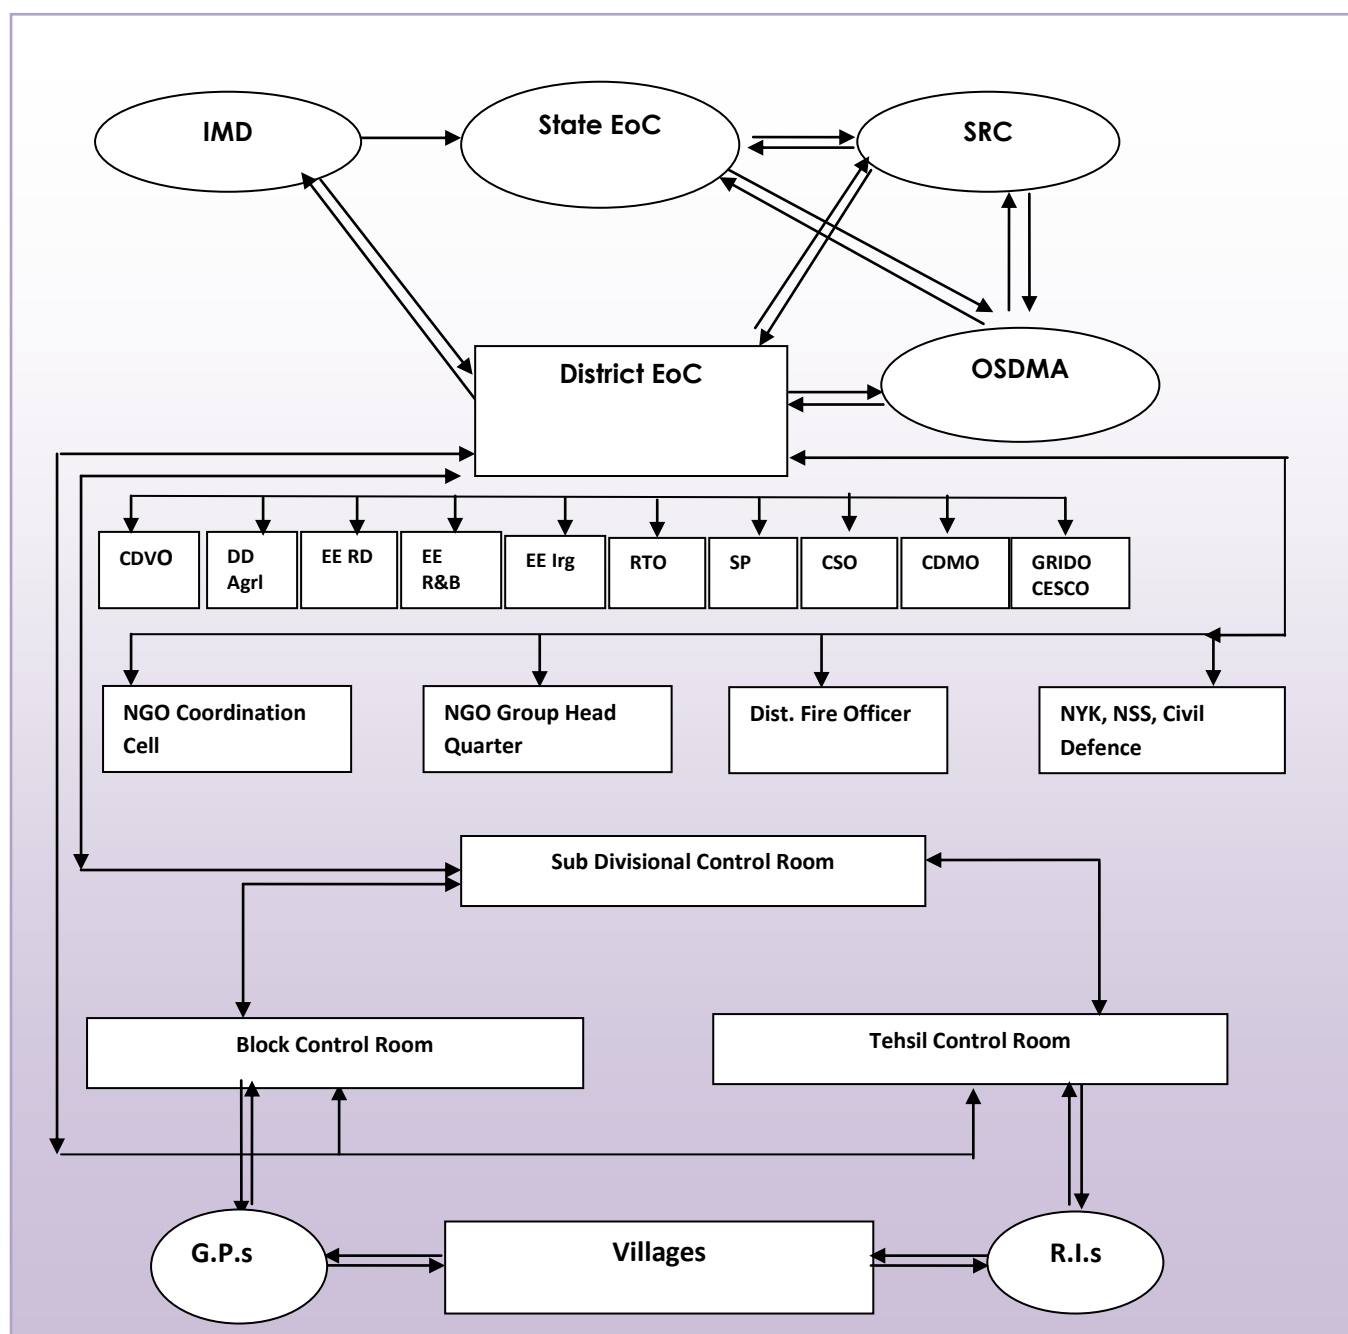 IMD
State EoC
SRC
District EoC
OSDMA
CDVO
DD
Agrl
EE RD
EE
R&B
EE Irg
RTO
SP
CSO
CDMO
GRIDO
CESCO
NGO Coordination
Cell
NGO Group Head
Quarter
Dist. Fire Officer
NYK, NSS, Civil
Defence
Sub Divisional Control Room
Block Control Room
Tehsil Control Room
G.P.s
Villages
R.I.s